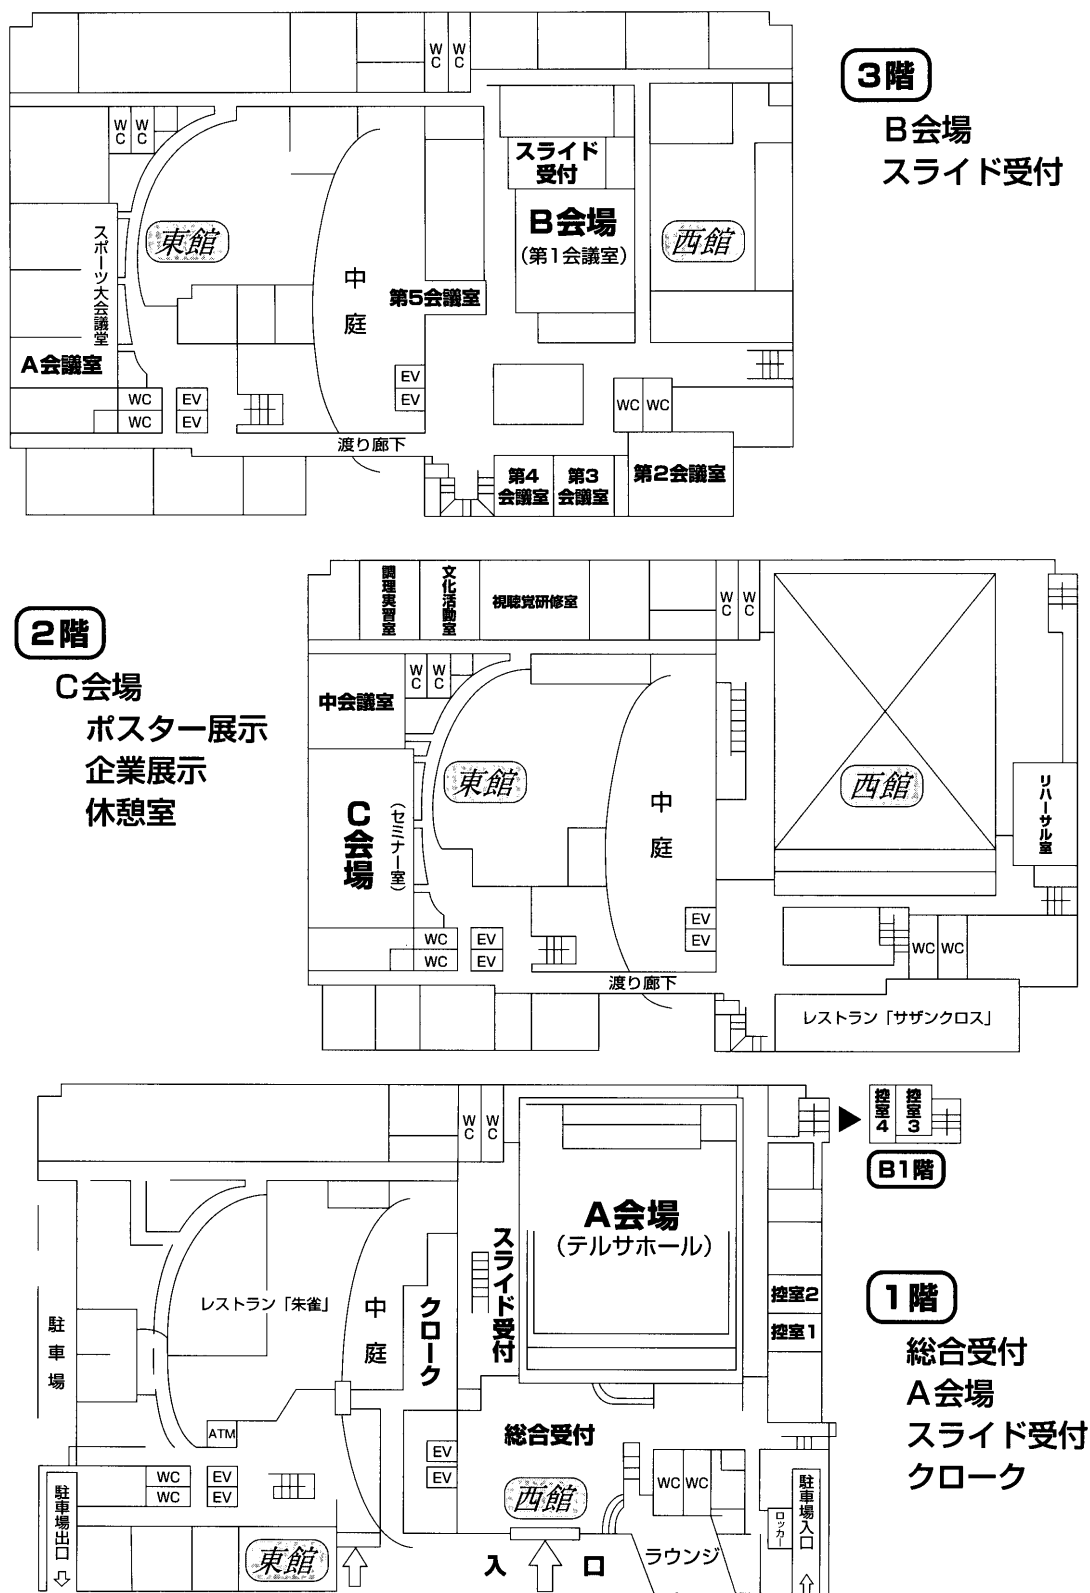 3階
B会場
スライド受付
WC
WC
WC
WC
スライド
受付
B会場
(第1会議室)
東館
西館
スポーツ大会議堂
中庭
第5会議室
A会議室
EV
EV
WC
WC
EV
EV
WC
WC
渡り廊下
第4
会議室
第3
会議室
第2会議室
2階
C会場
ポスター展示
企業展示
休憩室
調理実習室
文化活動室
視聴覚研修室
WC
WC
WC
WC
中会議室
東館
西館
C会場
(セミナー室)
中庭
リハーサル室
EV
EV
WC
WC
EV
EV
WC
WC
渡り廊下
レストラン「サザンクロス」
控室4
控室3
B1階
WC
WC
A会場
(テルサホール)
スライド受付
クローク
レストラン「朱雀」
中庭
駐車場
控室2
控室1
1階
総合受付
A会場
スライド受付
クローク
ATM
総合受付
EV
EV
WC
WC
EV
EV
WC
WC
西館
駐車場出口
駐車場入口
ロッカー
東館
入口
ラウンジ